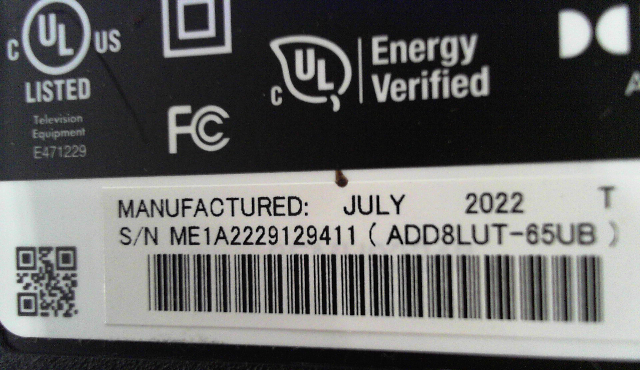 C UL US
LISTED
Television
Equipment
E471229
FC
C UL
Energy
Verified
A
MANUFACTURED: JULY 2022 T
S/N ME1A2229129411 ( ADD8LUT-65UB )